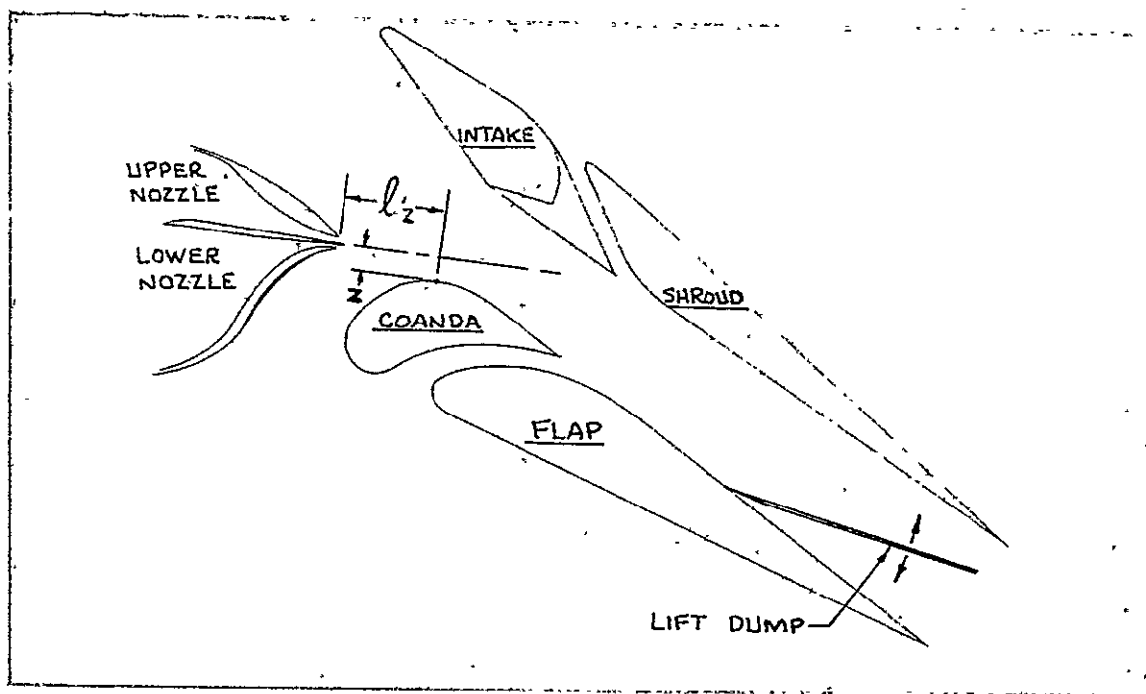 INTAKE
UPPER
NOZZLE
l'z
LOWER
NOZZLE
z
COANDA
SHROUD
FLAP
LIFT DUMP